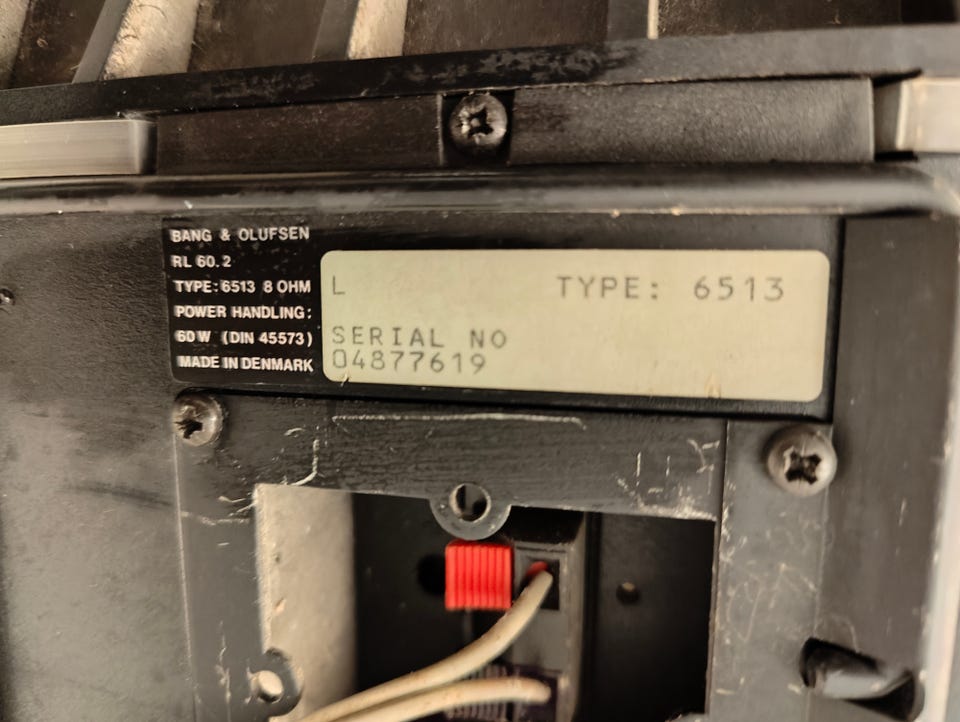 BANG & OLUFSEN
RL 60.2
TYPE:6513 8 OHM
POWER HANDLING:
60W (DIN 45573)
MADE IN DENMARK
L TYPE: 6513
SERIAL NO
04877619